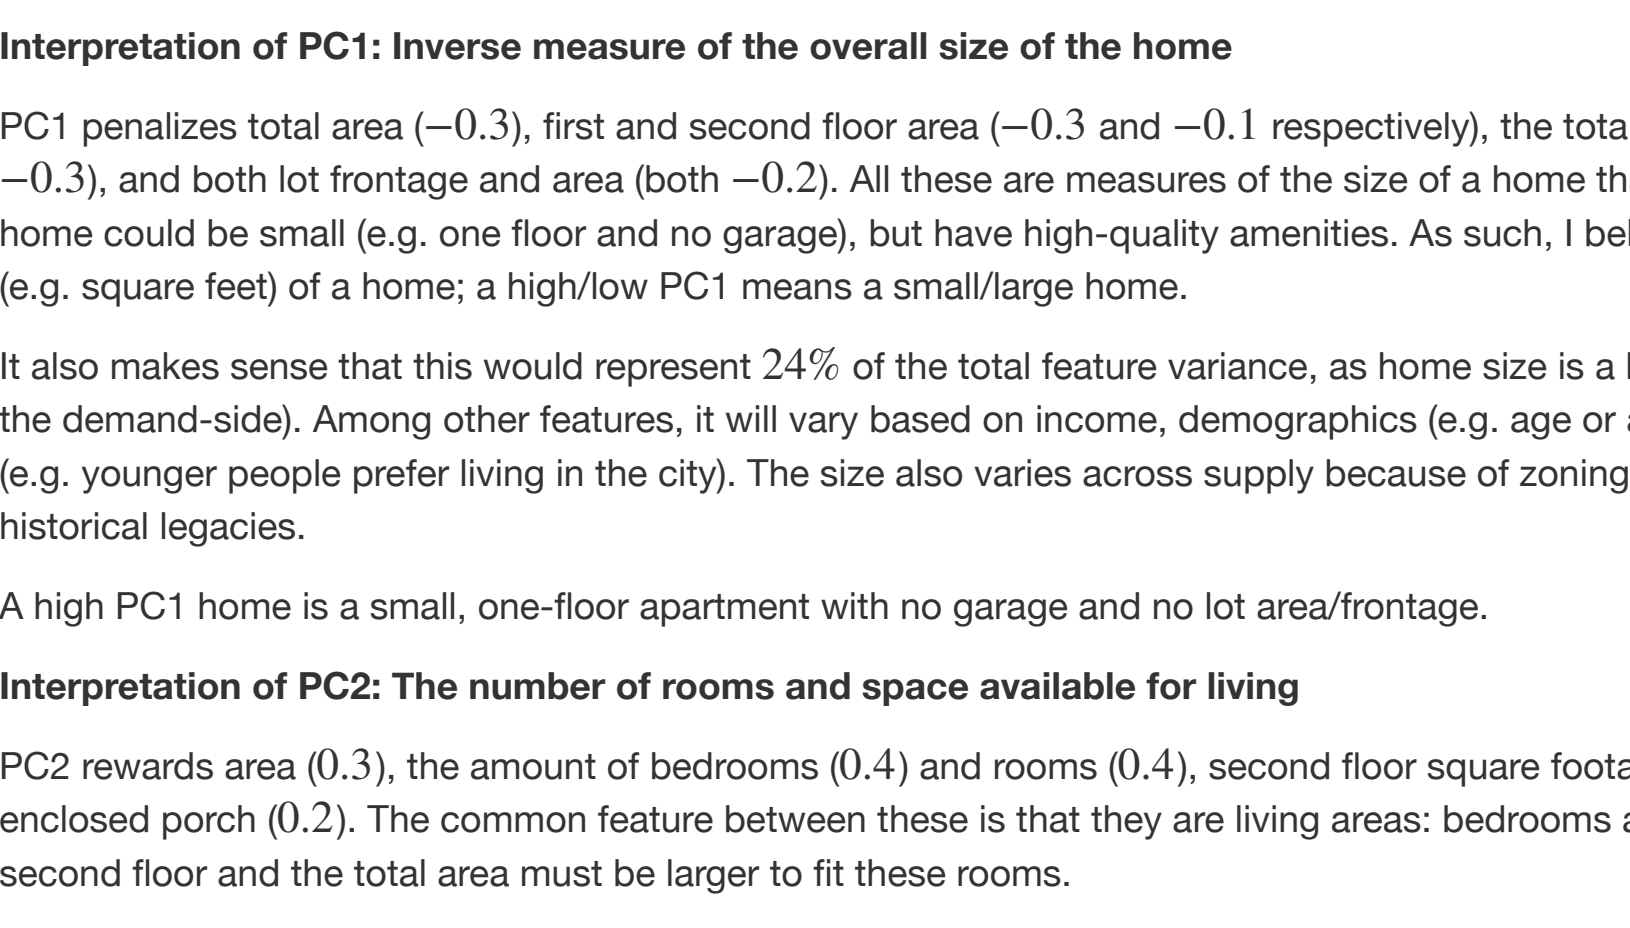 Interpretation of PC1: Inverse measure of the overall size of the home
PC1 penalizes total area (−0.3), first and second floor area (−0.3 and −0.1 respectively), the
−0.3), and both lot frontage and area (both −0.2). All these are measures of the size of a home
home could be small (e.g. one floor and no garage), but have high-quality amenities. As such, I
(e.g. square feet) of a home; a high/low PC1 means a small/large home.
It also makes sense that this would represent 24% of the total feature variance, as home size is a
the demand-side). Among other features, it will vary based on income, demographics (e.g. age or
(e.g. younger people prefer living in the city). The size also varies across supply because of zoning
historical legacies.
A high PC1 home is a small, one-floor apartment with no garage and no lot area/frontage.
Interpretation of PC2: The number of rooms and space available for living
PC2 rewards area (0.3), the amount of bedrooms (0.4) and rooms (0.4), second floor square
enclosed porch (0.2). The common feature between these is that they are living areas: bedrooms
second floor and the total area must be larger to fit these rooms.